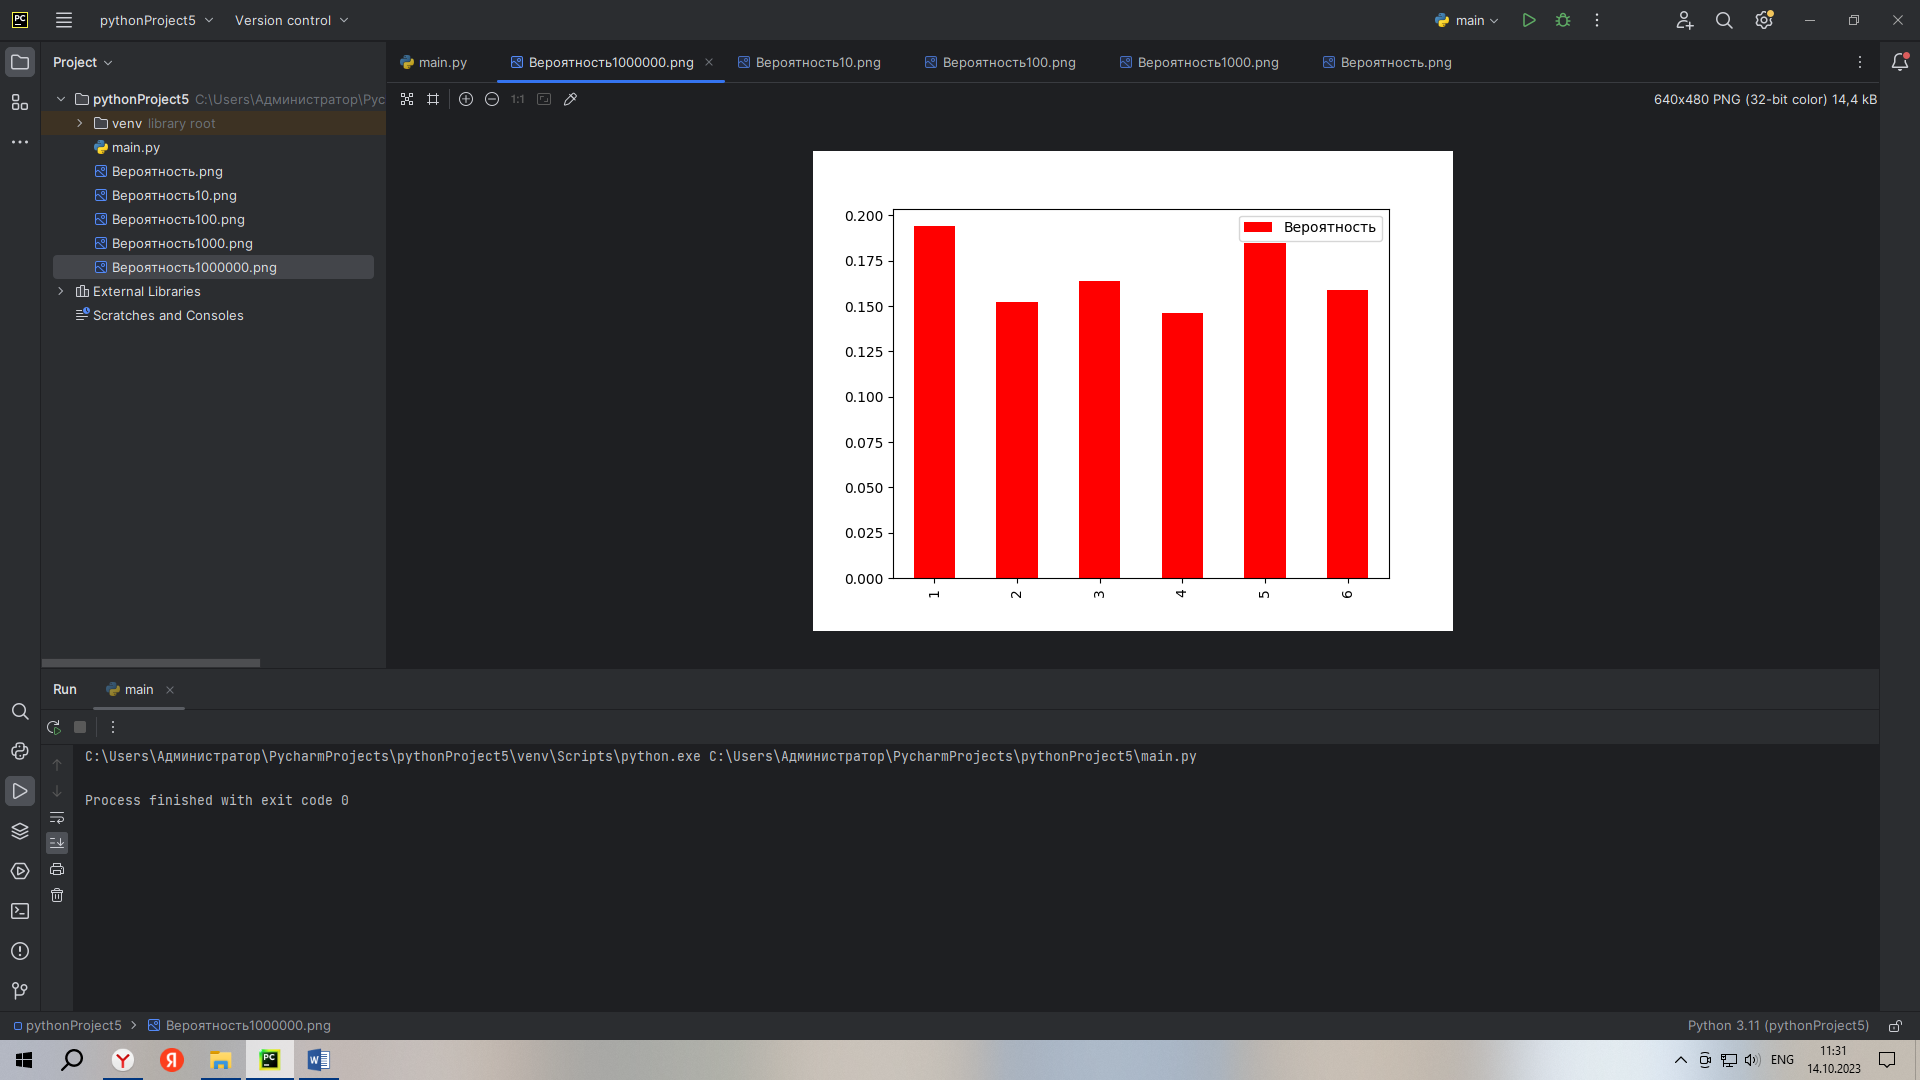 PC
pythonProject5
Version control
main
Project
main.py
Вероятность1000000.png
Вероятность10.png
Вероятность100.png
Вероятность1000.png
Вероятность.png
pythonProject5 C:\Users\Администратор\Pyc
venv library root
main.py
Вероятность.png
Вероятность10.png
Вероятность100.png
Вероятность1000.png
Вероятность1000000.png
External Libraries
Scratches and Consoles
1:1
640x480 PNG (32-bit color) 14,4 kB
Вероятность
0.200
0.175
0.150
0.125
0.100
0.075
0.050
0.025
0.000
1 2 3 4 5 6
Run
main
C:\Users\Администратор\PycharmProjects\pythonProject5\venv\Scripts\python.exe C:\Users\Администратор\PycharmProjects\pythonProject5\main.py
Process finished with exit code 0
pythonProject5
Вероятность1000000.png
Python 3.11 (pythonProject5)
Y
Я
PC
W
ENG
11:31
14.10.2023